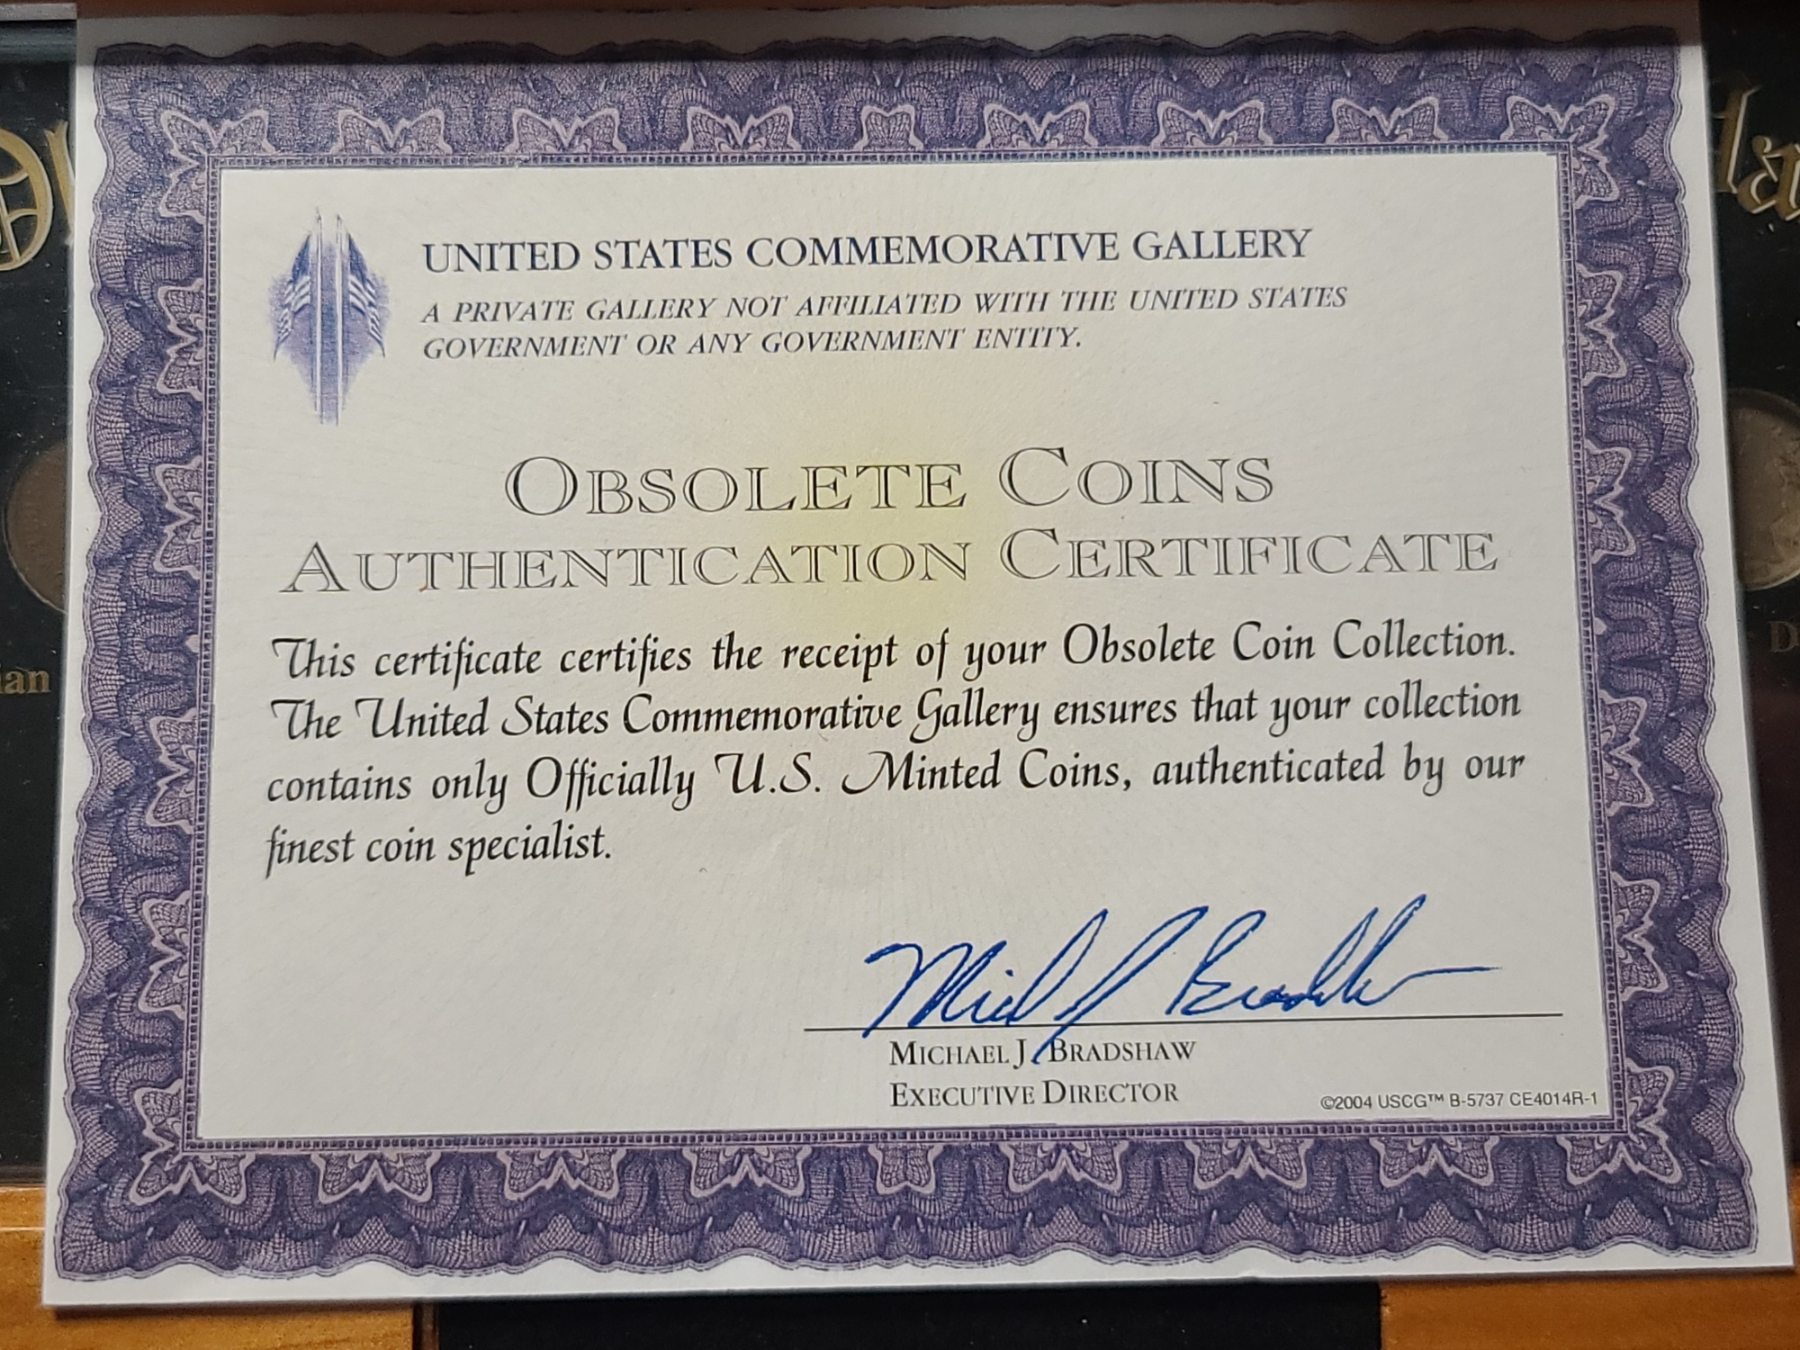 UNITED STATES COMMEMORATIVE GALLERY
A PRIVATE GALLERY NOT AFFILIATED WITH THE UNITED STATES
GOVERNMENT OR ANY GOVERNMENT ENTITY.
OBSOLETE COINS
AUTHENTICATION CERTIFICATE
This certificate certifies the receipt of your Obsolete Coin Collection.
The United States Commemorative Gallery ensures that your collection
contains only Officially U.S. Minted Coins, authenticated by our
finest coin specialist.
MICHAEL J. BRADSHAW
EXECUTIVE DIRECTOR
©2004 USCG™ B-5737 CE4014R-1